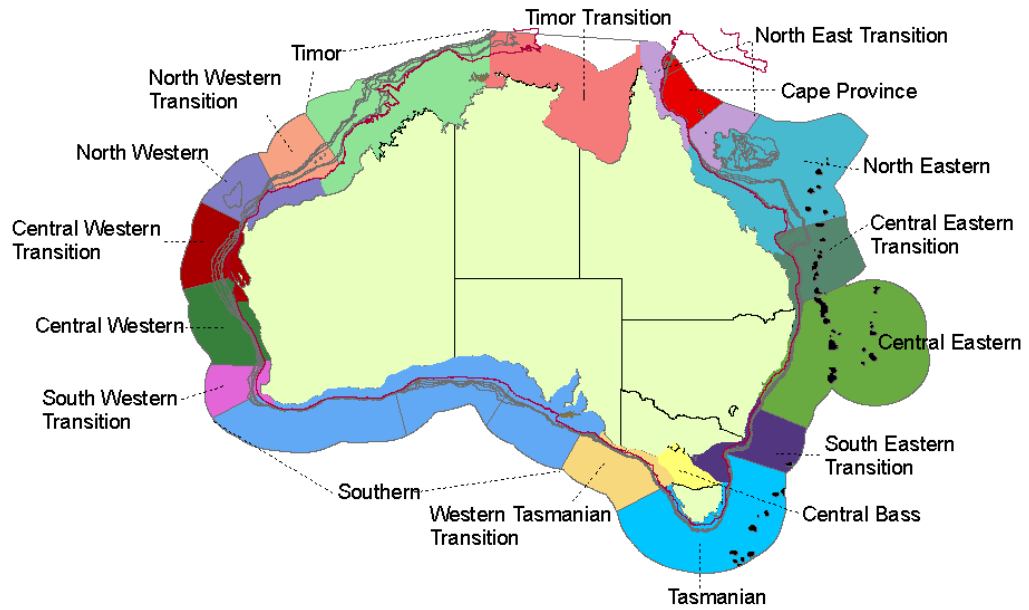 Timor Transition
North East Transition
Timor
North Western
Transition
Cape Province
North Western
North Eastern
Central Western
Transition
Central Eastern
Transition
Central Western
Central Eastern
South Western
Transition
South Eastern
Transition
Southern
Western Tasmanian
Transition
Central Bass
Tasmanian